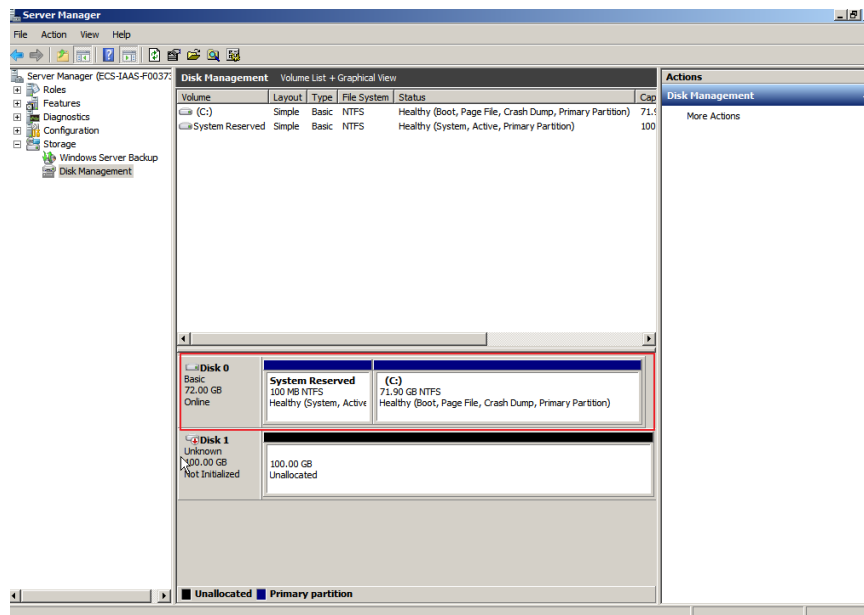 Server Manager
File Action View Help
Server Manager (ECS-IAAS-F0037
Roles
Features
Diagnostics
Configuration
Storage
Windows Server Backup
Disk Management
Disk Management Volume List + Graphical View
Volume Layout Type File System Status Cap
(C:) Simple Basic NTFS Healthy (Boot, Page File, Crash Dump, Primary Partition) 71.9
System Reserved Simple Basic NTFS Healthy (System, Active, Primary Partition) 100
Disk 0
Basic
72.00 GB
Online
System Reserved
100 MB NTFS
Healthy (System, Active
(C:)
71.90 GB NTFS
Healthy (Boot, Page File, Crash Dump, Primary Partition)
Disk 1
Unknown
100.00 GB
Not Initialized
100.00 GB
Unallocated
Unallocated Primary partition
Actions
Disk Management
More Actions